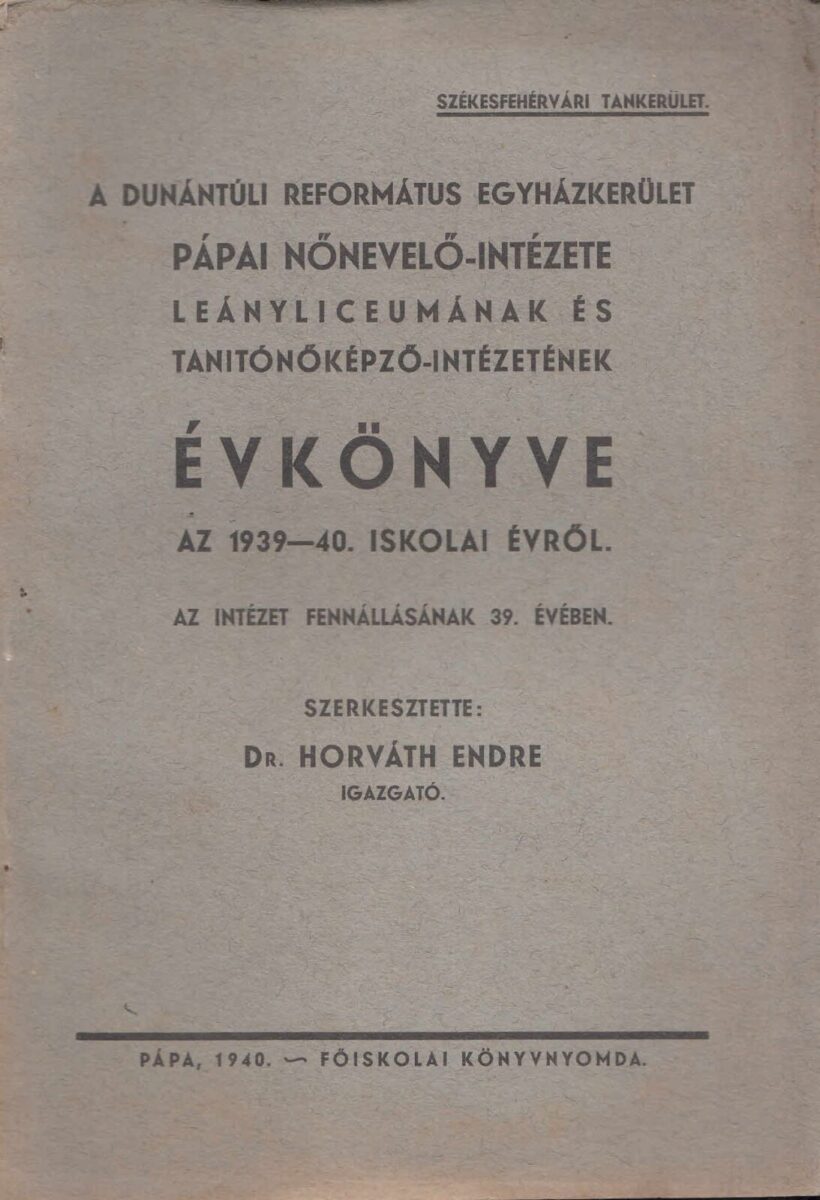 SZÉKESFEHÉRVÁRI TANKERÜLET.
A DUNÁNTÚLI REFORMÁTUS EGYHÁZKERÜLET
PÁPAI NŐNEVELŐ-INTÉZETE
LEÁNYLICEUMÁNAK ÉS
TANITÓNŐKÉPZŐ-INTÉZETÉNEK
ÉVKÖNYVE
AZ 1939—40. ISKOLAI ÉVRŐL.
AZ INTÉZET FENNÁLLÁSÁNAK 39. ÉVÉBEN.
SZERKESZTETTE:
DR. HORVÁTH ENDRE
IGAZGATÓ.
PÁPA, 1940. ~ FŐISKOLAI KÖNYVNYOMDA.